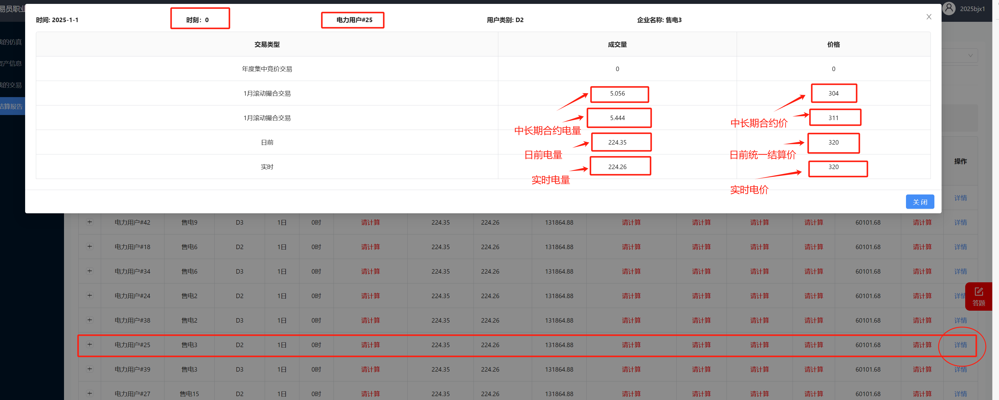 易员职业
2025bjx1
时间: 2025-1-1 时刻：0 电力用户#25 用户类别: D2 企业名称: 售电3
我的仿真
资产信息
我的交易
结算报告
交易类型 成交量 价格
年度集中竞价交易 0 0
1月滚动撮合交易 5.056 304
1月滚动撮合交易 5.444 311
中长期合约电量 中长期合约价
日前 224.35 320
日前电量 日前统一结算价
实时 224.26 320
实时电量 实时电价
操作
关 闭
详情
电力用户#42 售电9 D3 1日 0时 请计算 224.35 224.26 131864.88 请计算 请计算 请计算 请计算 60101.68 请计算 详情
电力用户#18 售电6 D2 1日 0时 请计算 224.35 224.26 131864.88 请计算 请计算 请计算 请计算 60101.68 请计算 详情
电力用户#34 售电6 D3 1日 0时 请计算 224.35 224.26 131864.88 请计算 请计算 请计算 请计算 60101.68 请计算 详情
电力用户#24 售电2 D2 1日 0时 请计算 224.35 224.26 131864.88 请计算 请计算 请计算 请计算 60101.68 请计算 详情
答题
电力用户#38 售电2 D3 1日 0时 请计算 224.35 224.26 131864.88 请计算 请计算 请计算 请计算 60101.68 请计算 详情
电力用户#25 售电3 D2 1日 0时 请计算 224.35 224.26 131864.88 请计算 请计算 请计算 请计算 60101.68 请计算 详情
电力用户#39 售电3 D3 1日 0时 请计算 224.35 224.26 131864.88 请计算 请计算 请计算 请计算 60101.68 请计算 详情
电力用户#27 售电15 D2 1日 0时 请计算 224.35 224.26 131864.88 请计算 请计算 请计算 请计算 60101.68 请计算 详情